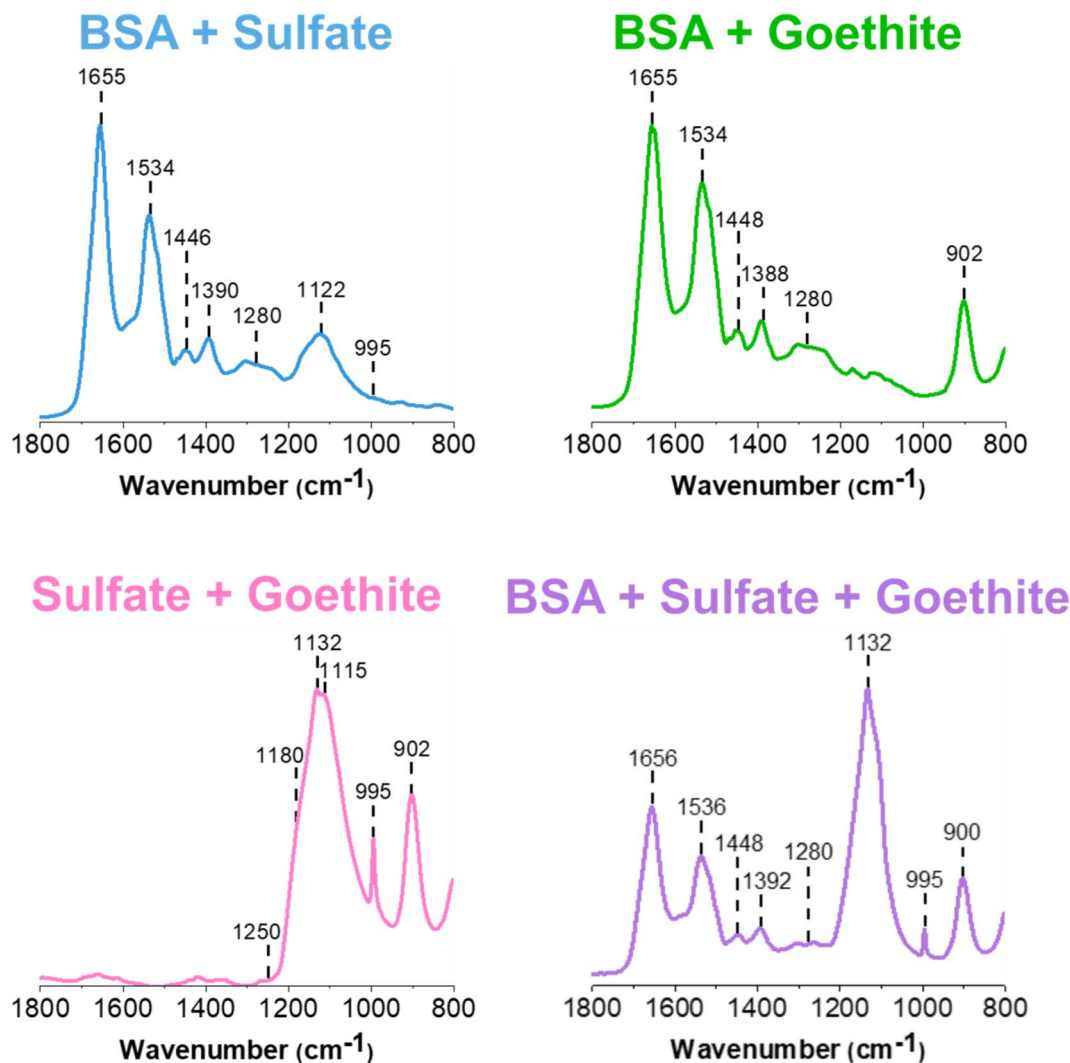 BSA + Sulfate
1655
1534
1446
1390
1280
1122
995
1800 1600 1400 1200 1000 800
Wavenumber (cm-1)
BSA + Goethite
1655
1534
1448
1388
1280
902
1800 1600 1400 1200 1000 800
Wavenumber (cm-1)
Sulfate + Goethite
1132
1115
1180
995
902
1250
1800 1600 1400 1200 1000 800
Wavenumber (cm-1)
BSA + Sulfate + Goethite
1132
1656
1536
1448
1392
1280
995
900
1800 1600 1400 1200 1000 800
Wavenumber (cm-1)